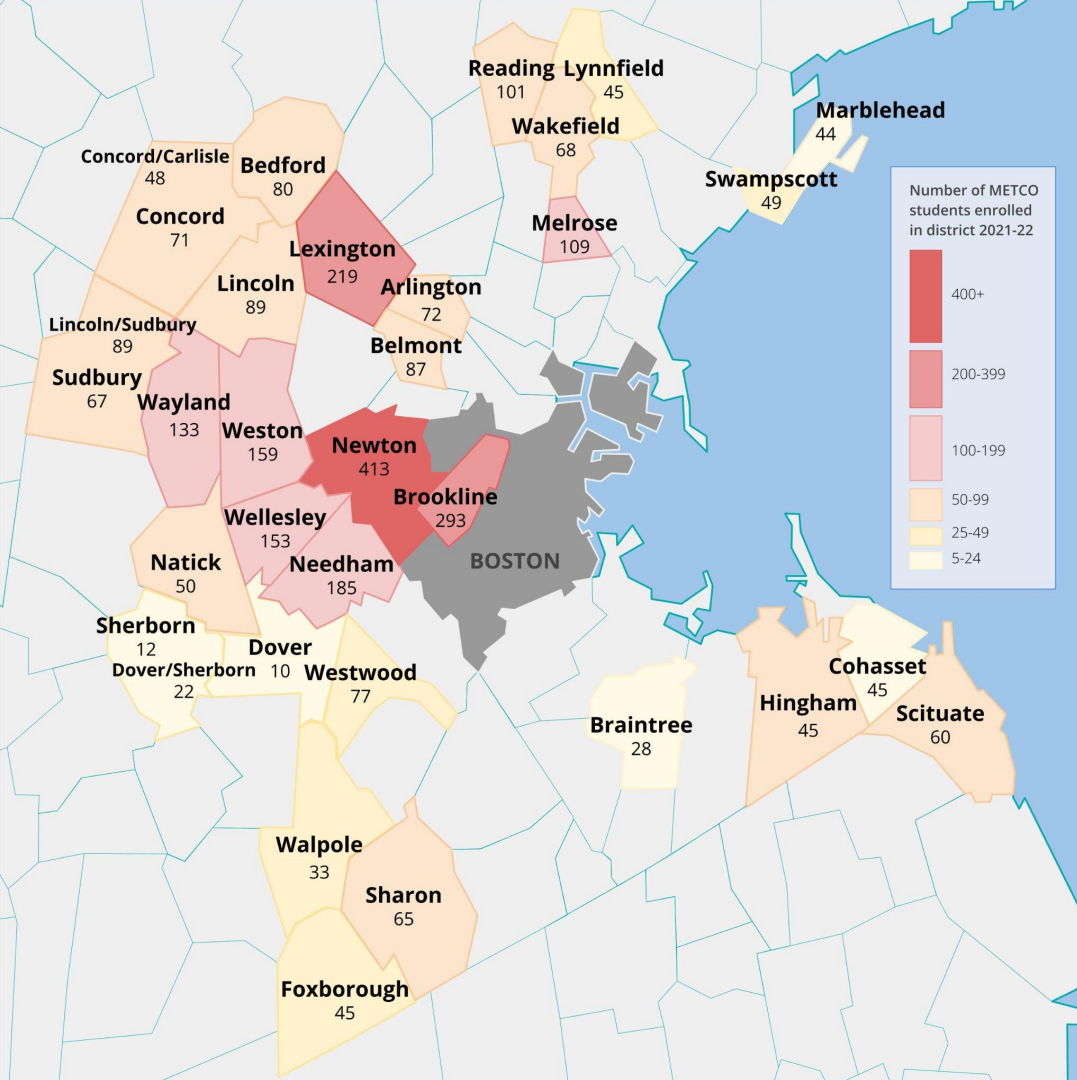 Reading
101
Lynnfield
45
Wakefield
68
Marblehead
44
Swampscott
49
Melrose
109
Concord/Carlisle
48
Bedford
80
Concord
71
Lexington
219
Lincoln
89
Arlington
72
Lincoln/Sudbury
89
Belmont
87
Sudbury
67
Wayland
133
Weston
159
Newton
413
Brookline
293
Wellesley
153
Needham
185
BOSTON
Natick
50
Sherborn
12
Dover/Sherborn
22
Dover
10
Westwood
77
Braintree
28
Hingham
45
Cohasset
45
Scituate
60
Walpole
33
Sharon
65
Foxborough
45
Number of METCO
students enrolled
in district 2021-22
400+
200-399
100-199
50-99
25-49
5-24